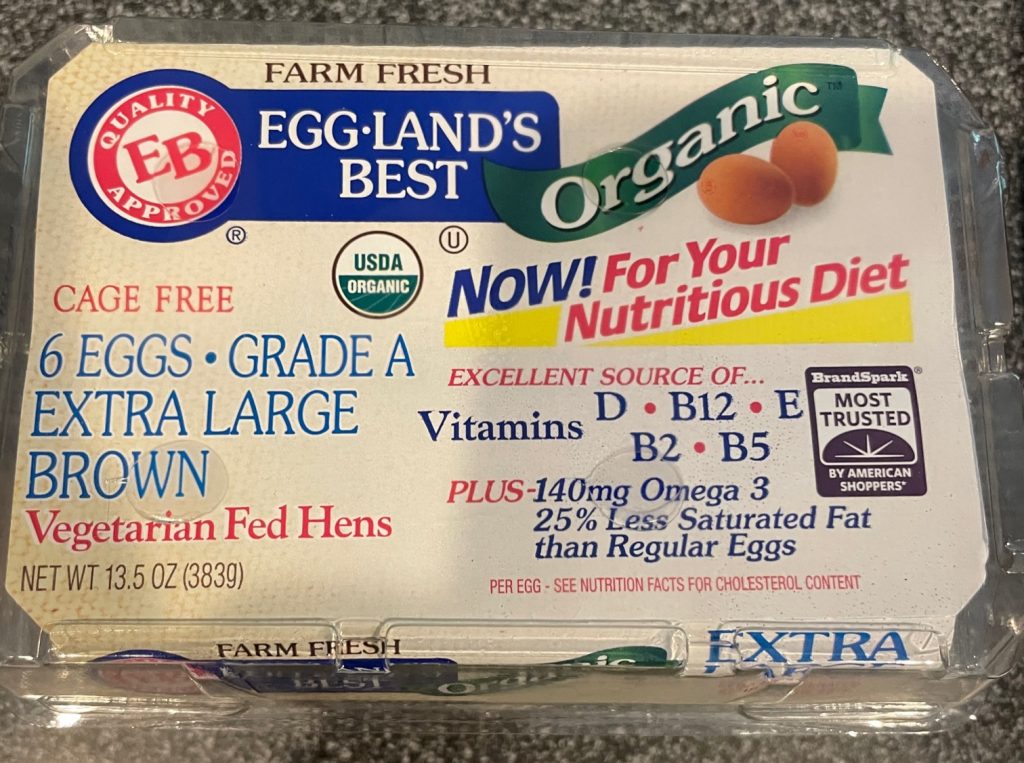 FARM FRESH
QUALITY
EB
APPROVED
®
EGG·LAND'S
BEST
Organic™
USDA
ORGANIC
U
NOW! For Your
Nutritious Diet
CAGE FREE
6 EGGS • GRADE A
EXTRA LARGE
BROWN
Vegetarian Fed Hens
NET WT 13.5 OZ (383g)
EXCELLENT SOURCE OF...
Vitamins D • B12 • E
B2 • B5
PLUS-140mg Omega 3
25% Less Saturated Fat
than Regular Eggs
PER EGG - SEE NUTRITION FACTS FOR CHOLESTEROL CONTENT
BrandSpark®
MOST
TRUSTED
BY AMERICAN
SHOPPERS*
FARM FRESH
BEST
EXTRA